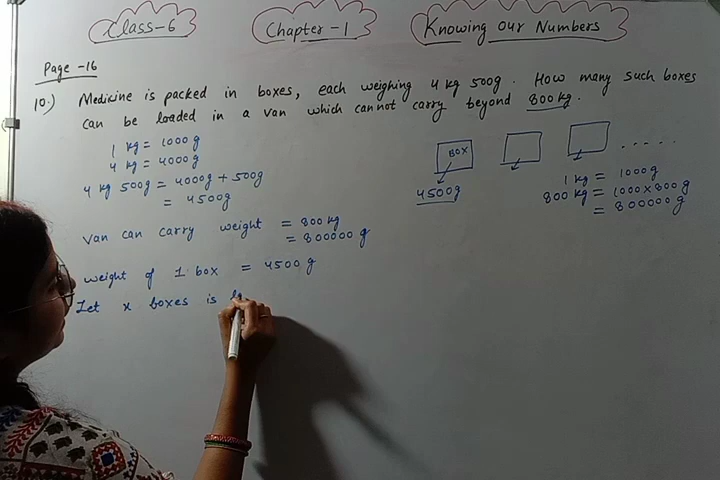 Class-6
Chapter-1
Knowing Our Numbers
Page -16
10.) Medicine is packed in boxes, each weighing 4 kg 500g. How many such boxes
can be loaded in a van which cannot carry beyond 800 kg.
1 kg = 1000 g
4 kg = 4000g
4 kg 500g = 4000g + 500g
= 4500g
BOX
.....
4500g
1 kg = 1000g
800 kg = 1000 x 800 g
= 800000 g
Van can carry weight = 800 kg
= 800000 g
weight of 1 box = 4500 g
Let x boxes is